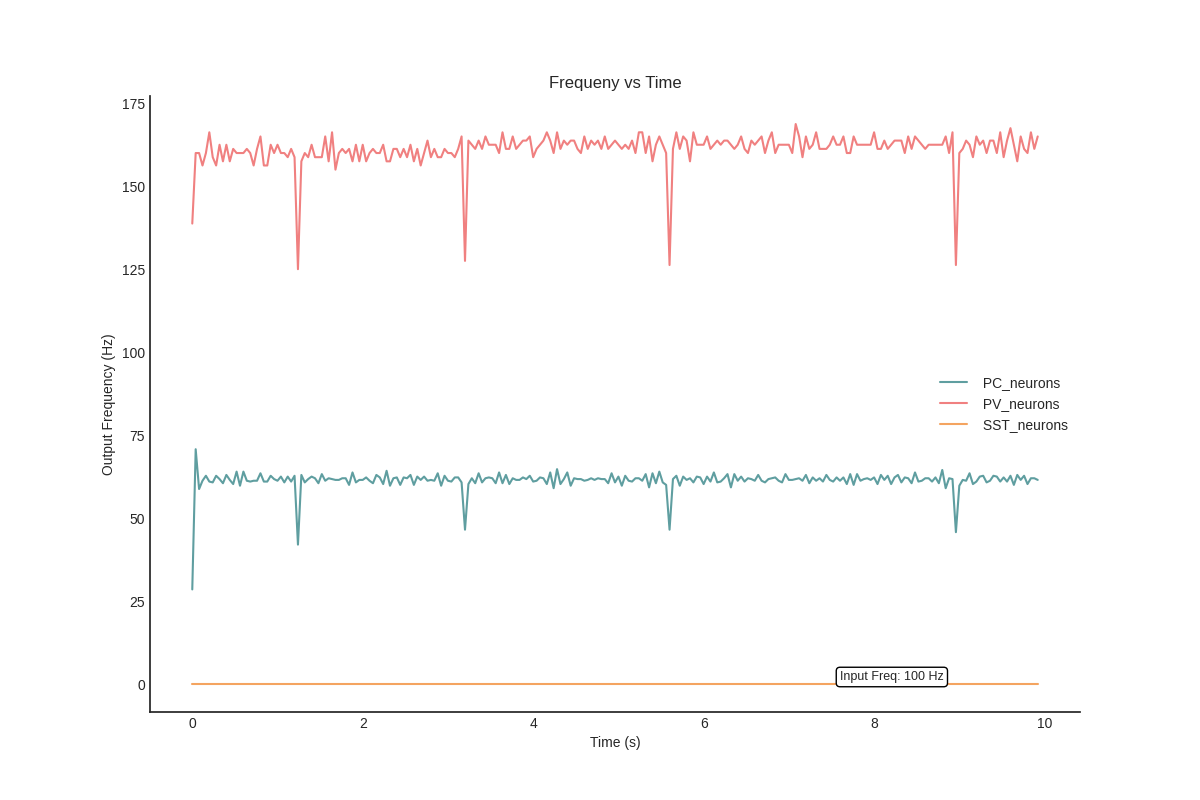 Frequeny vs Time
175
150
125
100
75
50
25
0
Output Frequency (Hz)
PC_neurons
PV_neurons
SST_neurons
Input Freq: 100 Hz
0 2 4 6 8 10
Time (s)